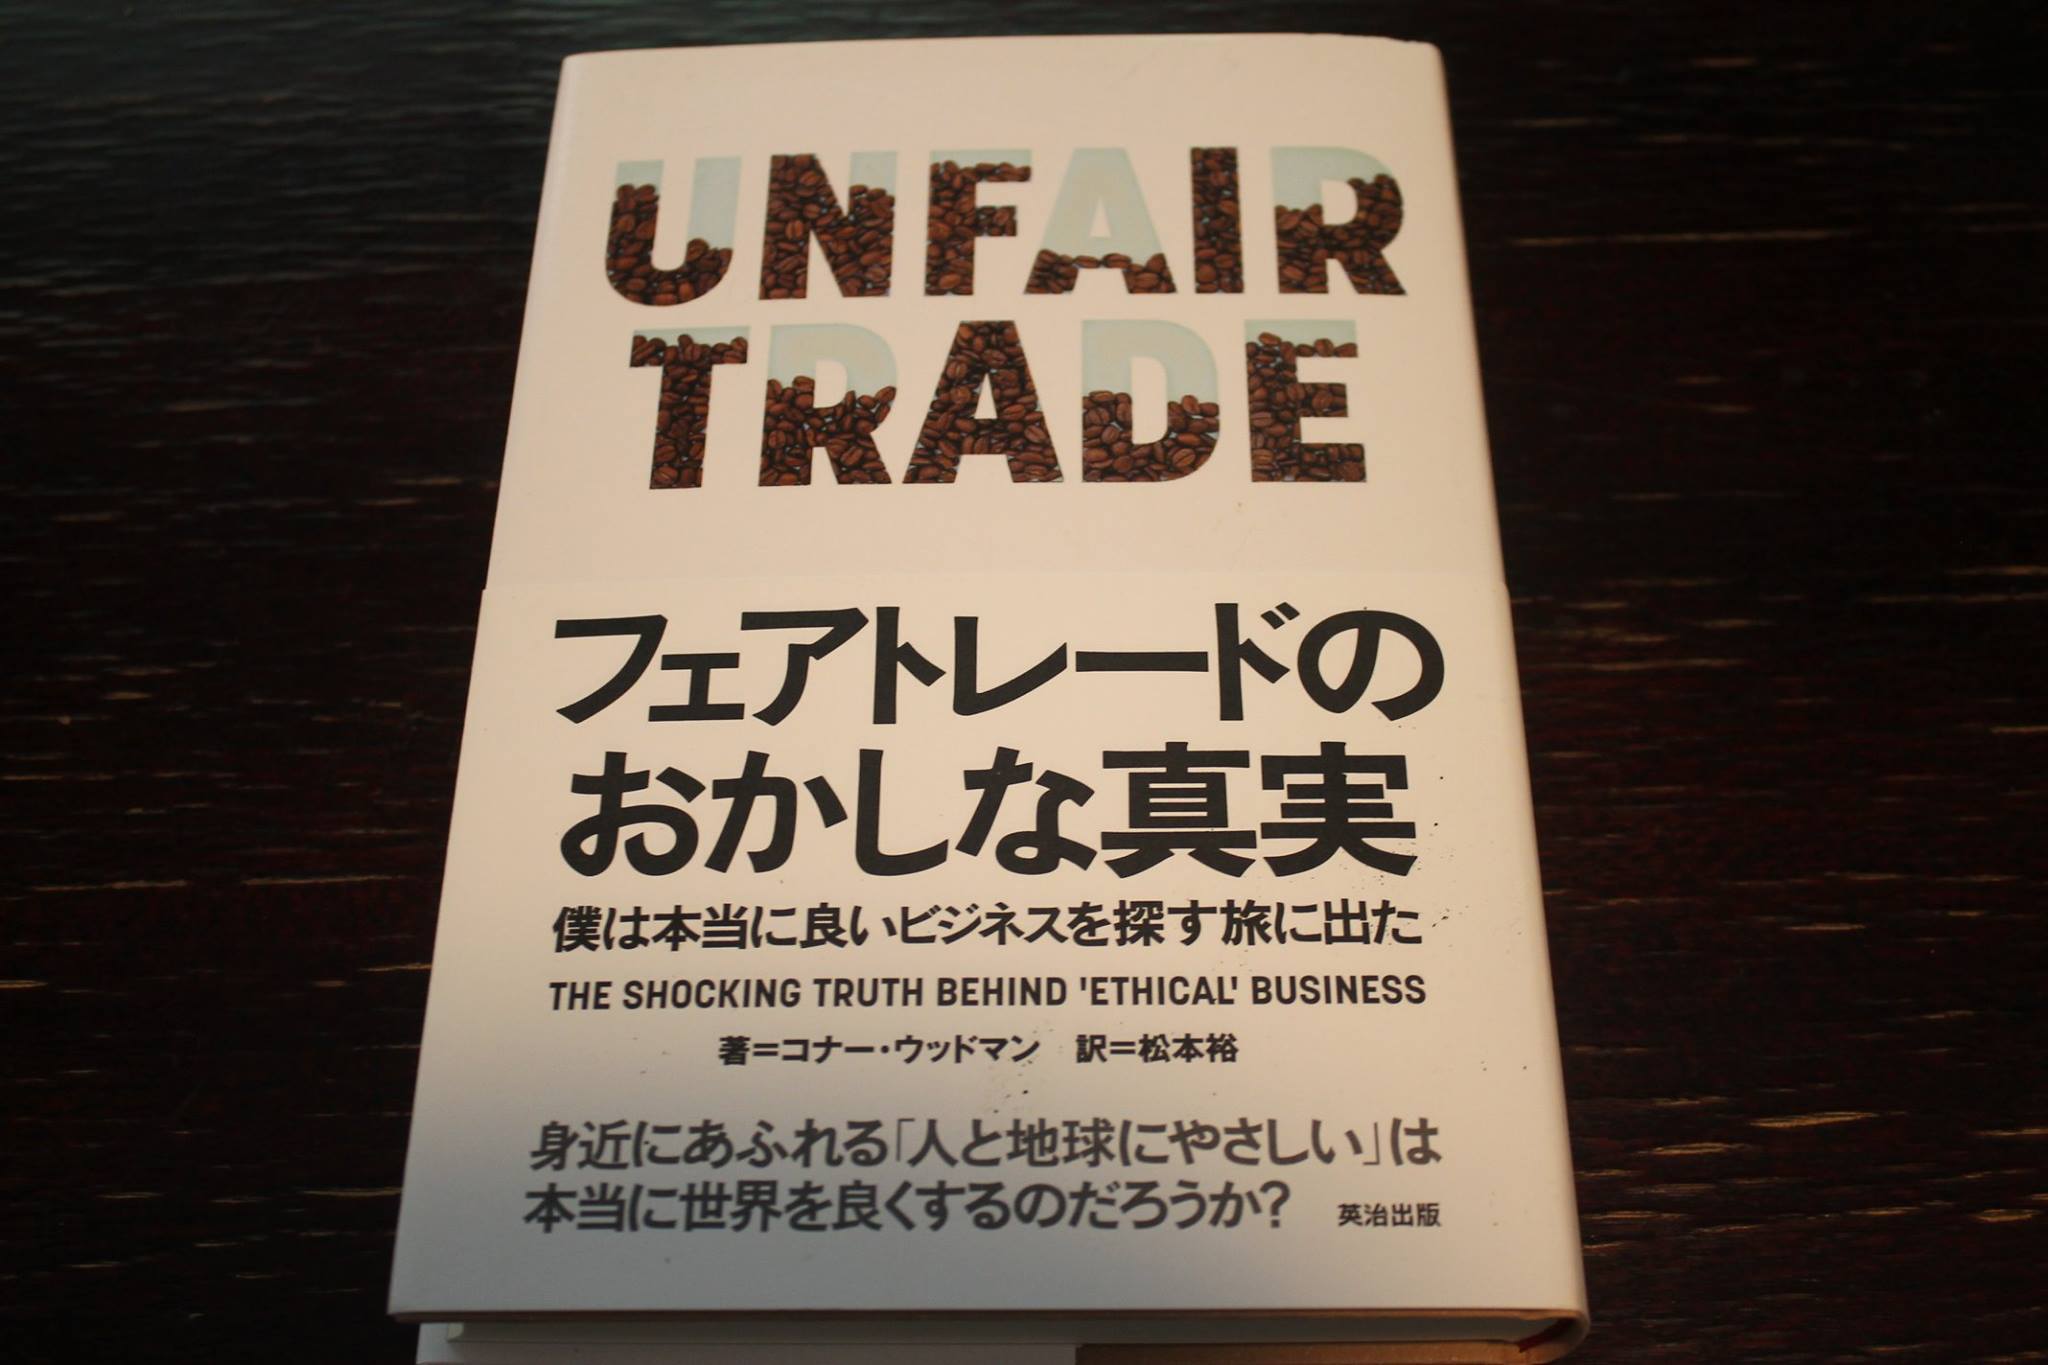 UNFAIR
TRADE
フェアトレードの
おかしな真実
僕は本当に良いビジネスを探す旅に出た
THE SHOCKING TRUTH BEHIND 'ETHICAL' BUSINESS
著=コナー・ウッドマン 訳=松本裕
身近にあふれる「人と地球にやさしい」は
本当に世界を良くするのだろうか?
英治出版